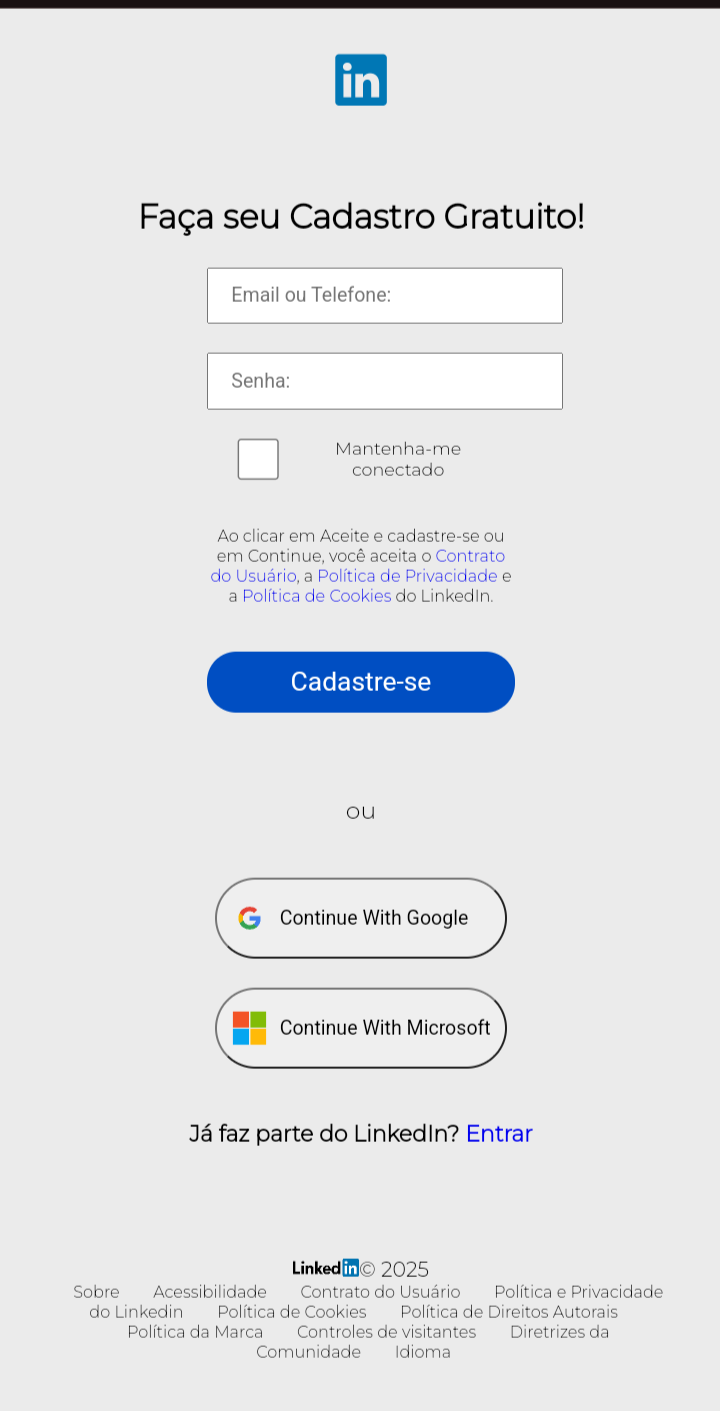 in
Faça seu Cadastro Gratuito!
Email ou Telefone:
Senha:
Mantenha-me
conectado
Ao clicar em Aceite e cadastre-se ou
em Continue, você aceita o Contrato
do Usuário, a Política de Privacidade e
a Política de Cookies do LinkedIn.
Cadastre-se
ou
Continue With Google
Continue With Microsoft
Já faz parte do LinkedIn? Entrar
Linkedin© 2025
Sobre Acessibilidade Contrato do Usuário Política e Privacidade
do Linkedin Política de Cookies Política de Direitos Autorais
Política da Marca Controles de visitantes Diretrizes da
Comunidade Idioma